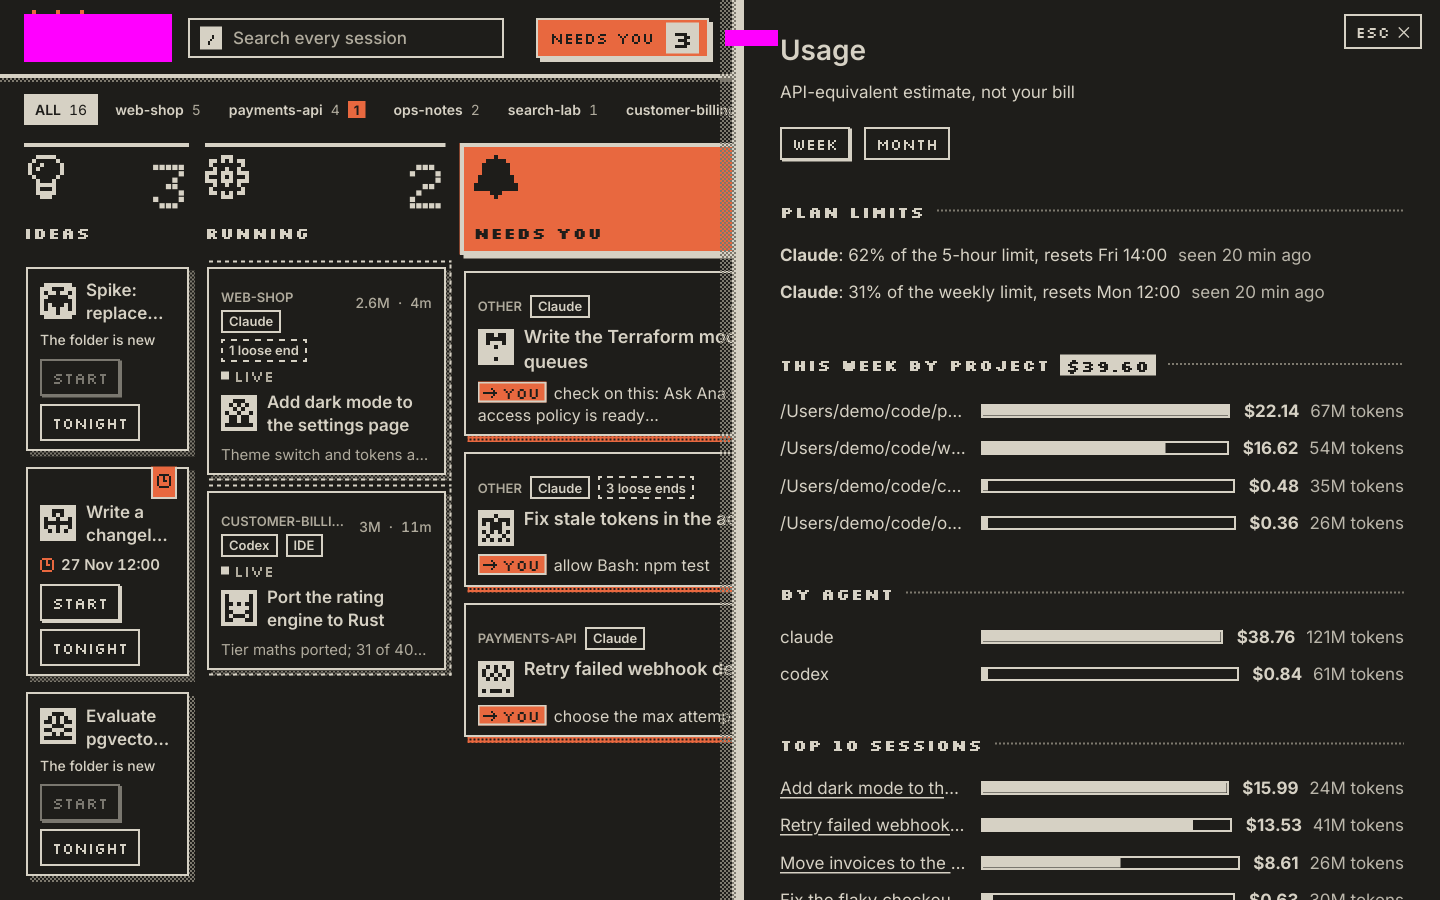 / Search every session
NEEDS YOU 3
ALL 16 web-shop 5 payments-api 4 1 ops-notes 2 search-lab 1
3
IDEAS
Spike:
replace…
The folder is new
START
TONIGHT
Write a
changel…
27 Nov 12:00
START
TONIGHT
Evaluate
pgvecto…
The folder is new
START
TONIGHT
2
RUNNING
WEB-SHOP 2.6M · 4m
Claude
1 loose end
LIVE
Add dark mode to
the settings page
Theme switch and tokens a…
CUSTOMER-BILLI… 3M · 11m
Codex IDE
LIVE
Port the rating
engine to Rust
Tier maths ported; 31 of 40…
NEEDS YOU
OTHER Claude
Write the Terraform
queues
→ YOU check on this: Ask Ana
access policy is ready…
OTHER Claude 3 loose ends
Fix stale tokens in the
→ YOU allow Bash: npm test
PAYMENTS-API Claude
Retry failed webhook
→ YOU choose the max
ESC ×
Usage
API-equivalent estimate, not your bill
WEEK MONTH
PLAN LIMITS
Claude: 62% of the 5-hour limit, resets Fri 14:00 seen 20 min ago
Claude: 31% of the weekly limit, resets Mon 12:00 seen 20 min ago
THIS WEEK BY PROJECT $39.60
/Users/demo/code/p… $22.14 67M tokens
/Users/demo/code/w… $16.62 54M tokens
/Users/demo/code/c… $0.48 35M tokens
/Users/demo/code/o… $0.36 26M tokens
BY AGENT
claude $38.76 121M tokens
codex $0.84 61M tokens
TOP 10 SESSIONS
Add dark mode to th… $15.99 24M tokens
Retry failed webhook… $13.53 41M tokens
Move invoices to the … $8.61 26M tokens
Fix the flaky checkou… $0.63 30M tokens